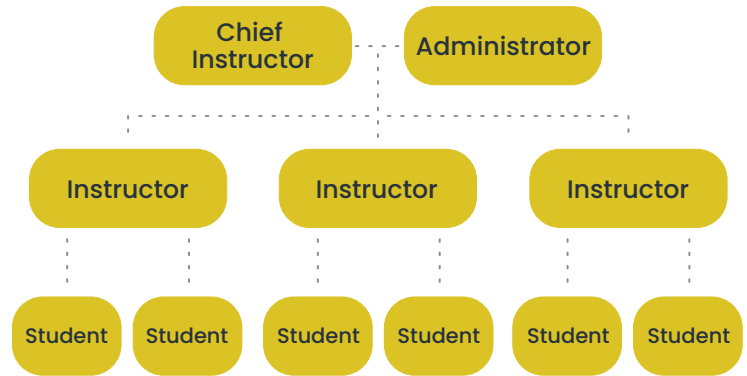 Chief
Instructor
Administrator
Instructor
Instructor
Instructor
Student
Student
Student
Student
Student
Student